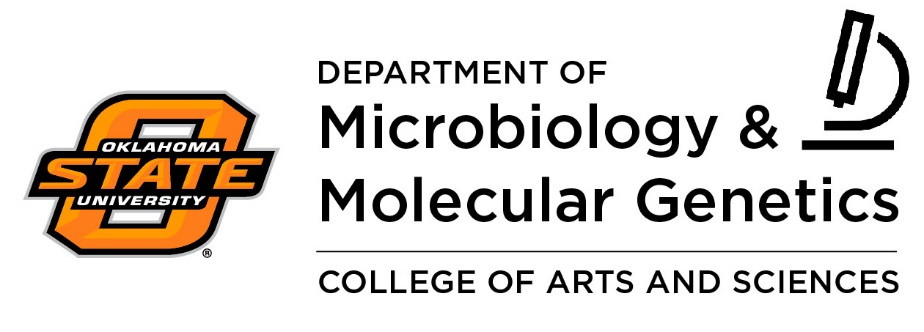 OKLAHOMA
STATE
UNIVERSITY
®
DEPARTMENT OF
Microbiology &
Molecular Genetics
COLLEGE OF ARTS AND SCIENCES